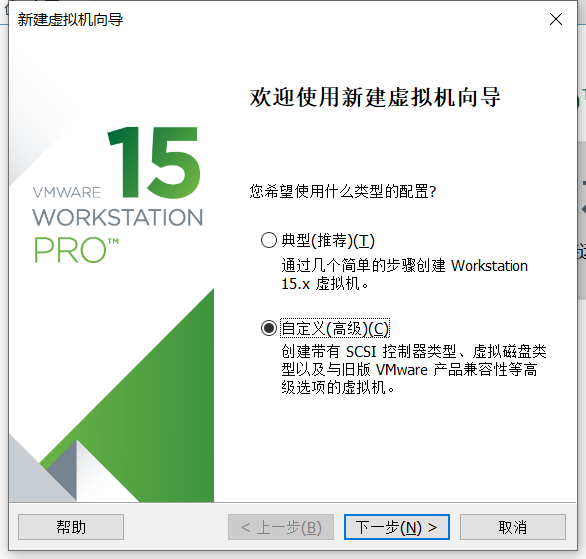 新建虚拟机向导
欢迎使用新建虚拟机向导
15
VMWARE
WORKSTATION
PRO™
您希望使用什么类型的配置?
典型(推荐)(T)
通过几个简单的步骤创建 Workstation
15.x 虚拟机。
自定义(高级)(C)
创建带有 SCSI 控制器类型、虚拟磁盘类
型以及与旧版 VMware 产品兼容性等高
级选项的虚拟机。
帮助
< 上一步(B)
下一步(N) >
取消